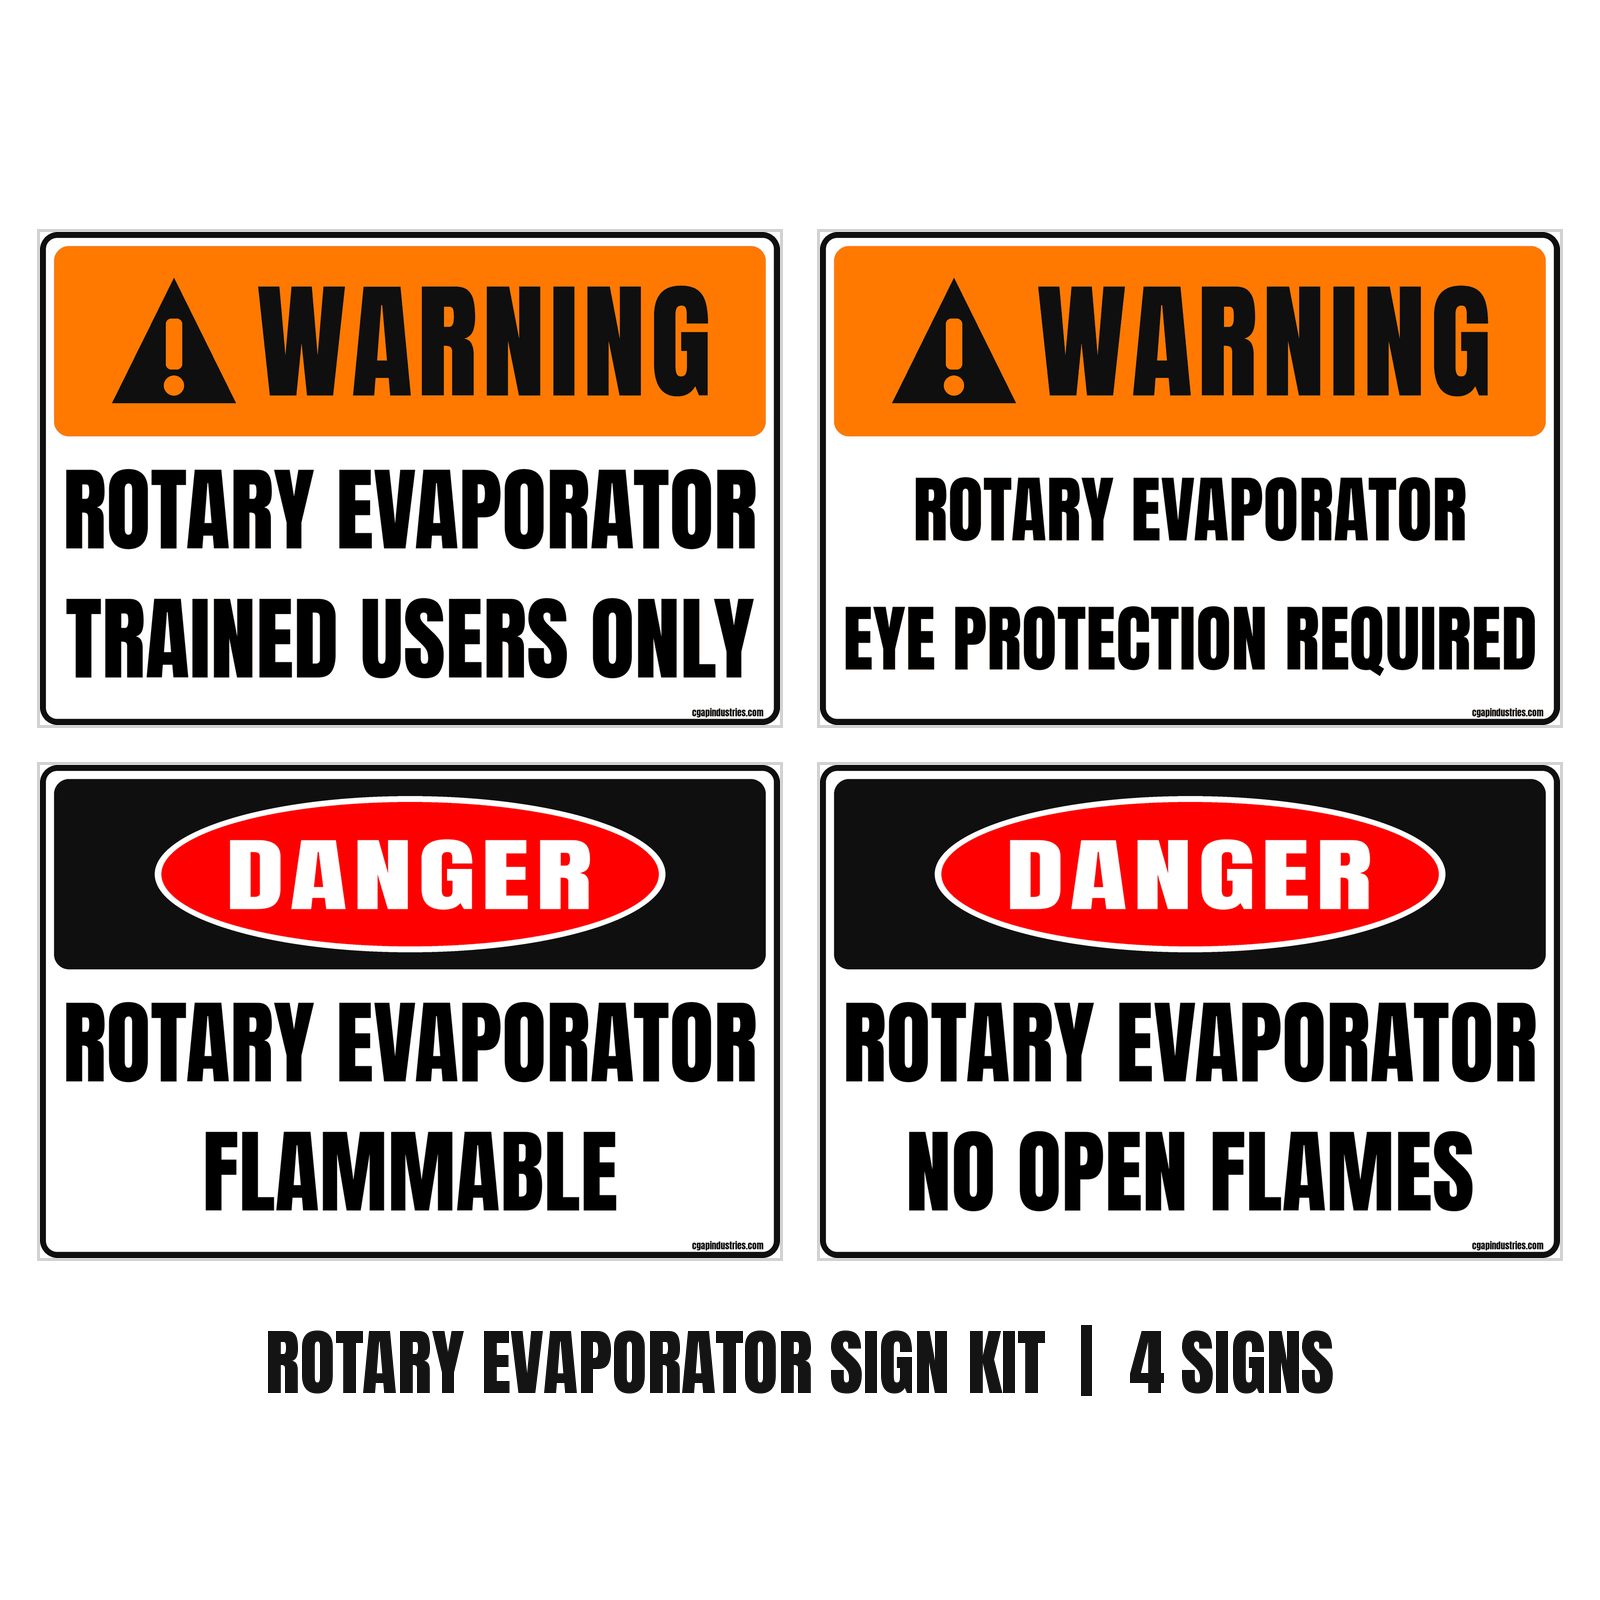 WARNING
ROTARY EVAPORATOR
TRAINED USERS ONLY
cgapindustries.com
WARNING
ROTARY EVAPORATOR
EYE PROTECTION REQUIRED
cgapindustries.com
DANGER
ROTARY EVAPORATOR
FLAMMABLE
cgapindustries.com
DANGER
ROTARY EVAPORATOR
NO OPEN FLAMES
cgapindustries.com
ROTARY EVAPORATOR SIGN KIT | 4 SIGNS